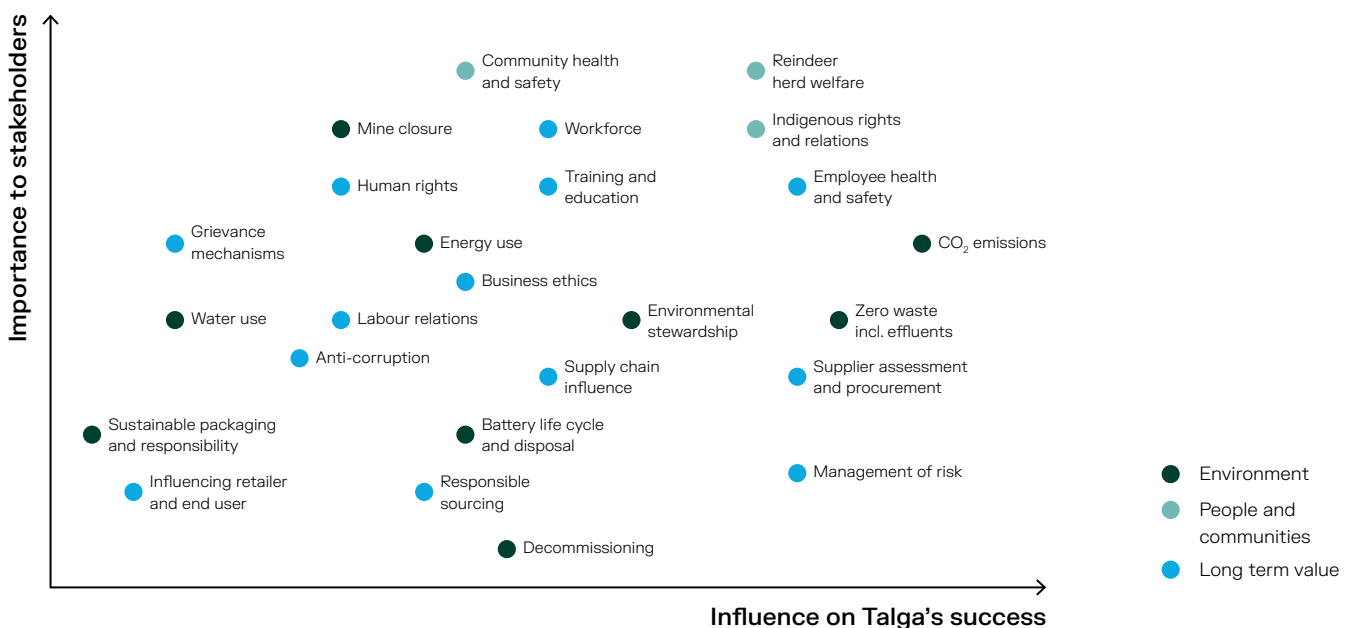 Importance to stakeholders
Community health
and safety
Reindeer
herd welfare
Mine closure
Workforce
Indigenous rights
and relations
Human rights
Training and
education
Employee health
and safety
Grievance
mechanisms
Energy use
CO₂ emissions
Business ethics
Water use
Labour relations
Environmental
stewardship
Zero waste
incl. effluents
Anti-corruption
Supply chain
influence
Supplier assessment
and procurement
Sustainable packaging
and responsibility
Battery life cycle
and disposal
Management of risk
Influencing retailer
and end user
Responsible
sourcing
Decommissioning
Influence on Talga’s success
Environment
People and
communities
Long term value